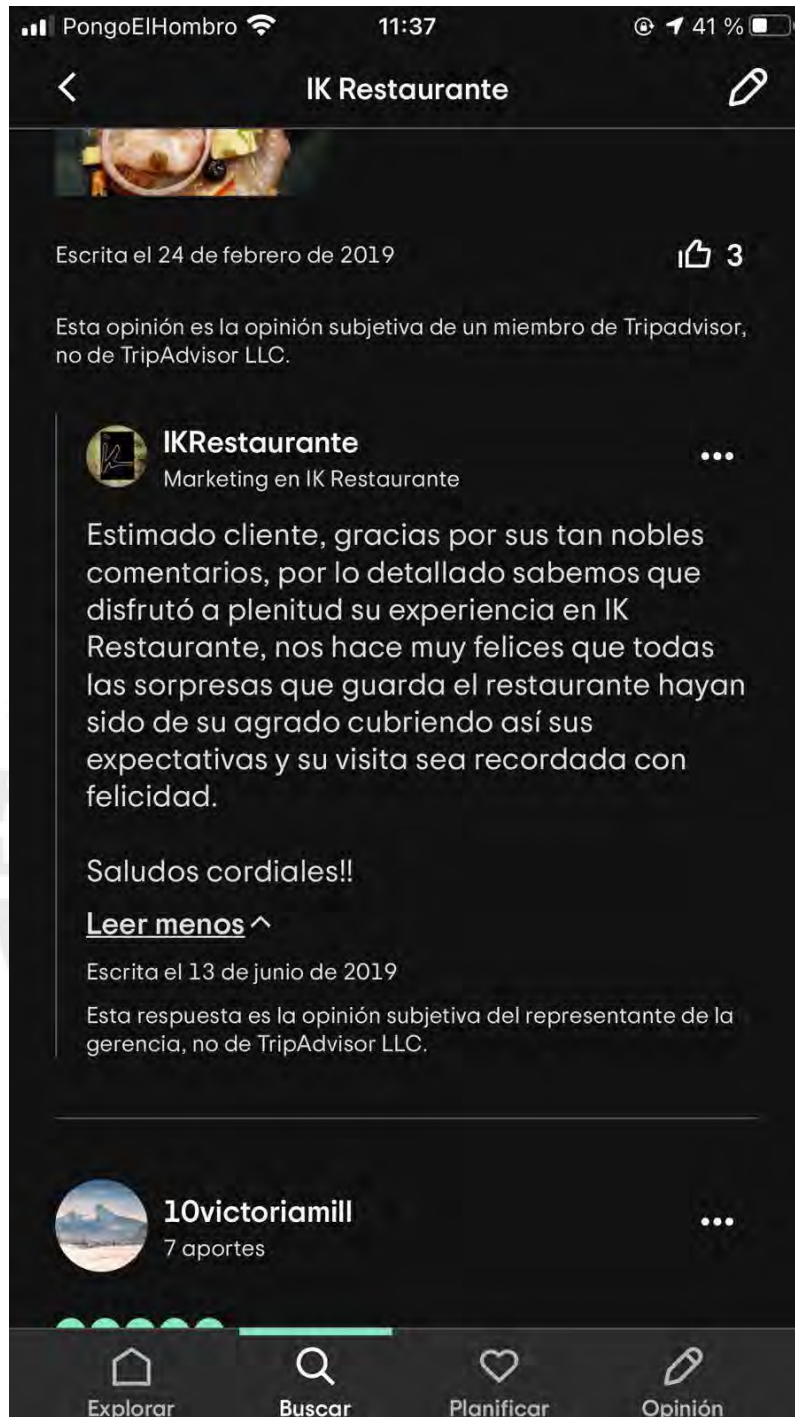 PongoElHombro 11:37 41 %
IK Restaurante
Escrita el 24 de febrero de 2019 3
Esta opinión es la opinión subjetiva de un miembro de Tripadvisor,
no de TripAdvisor LLC.
IKRestaurante
Marketing en IK Restaurante
Estimado cliente, gracias por sus tan nobles
comentarios, por lo detallado sabemos que
disfrutó a plenitud su experiencia en IK
Restaurante, nos hace muy felices que todas
las sorpresas que guarda el restaurante hayan
sido de su agrado cubriendo así sus
expectativas y su visita sea recordada con
felicidad.
Saludos cordiales!!
Leer menos
Escrita el 13 de junio de 2019
Esta respuesta es la opinión subjetiva del representante de la
gerencia, no de TripAdvisor LLC.
10victoriamill
7 aportes
Explorar Buscar Planificar Opinión